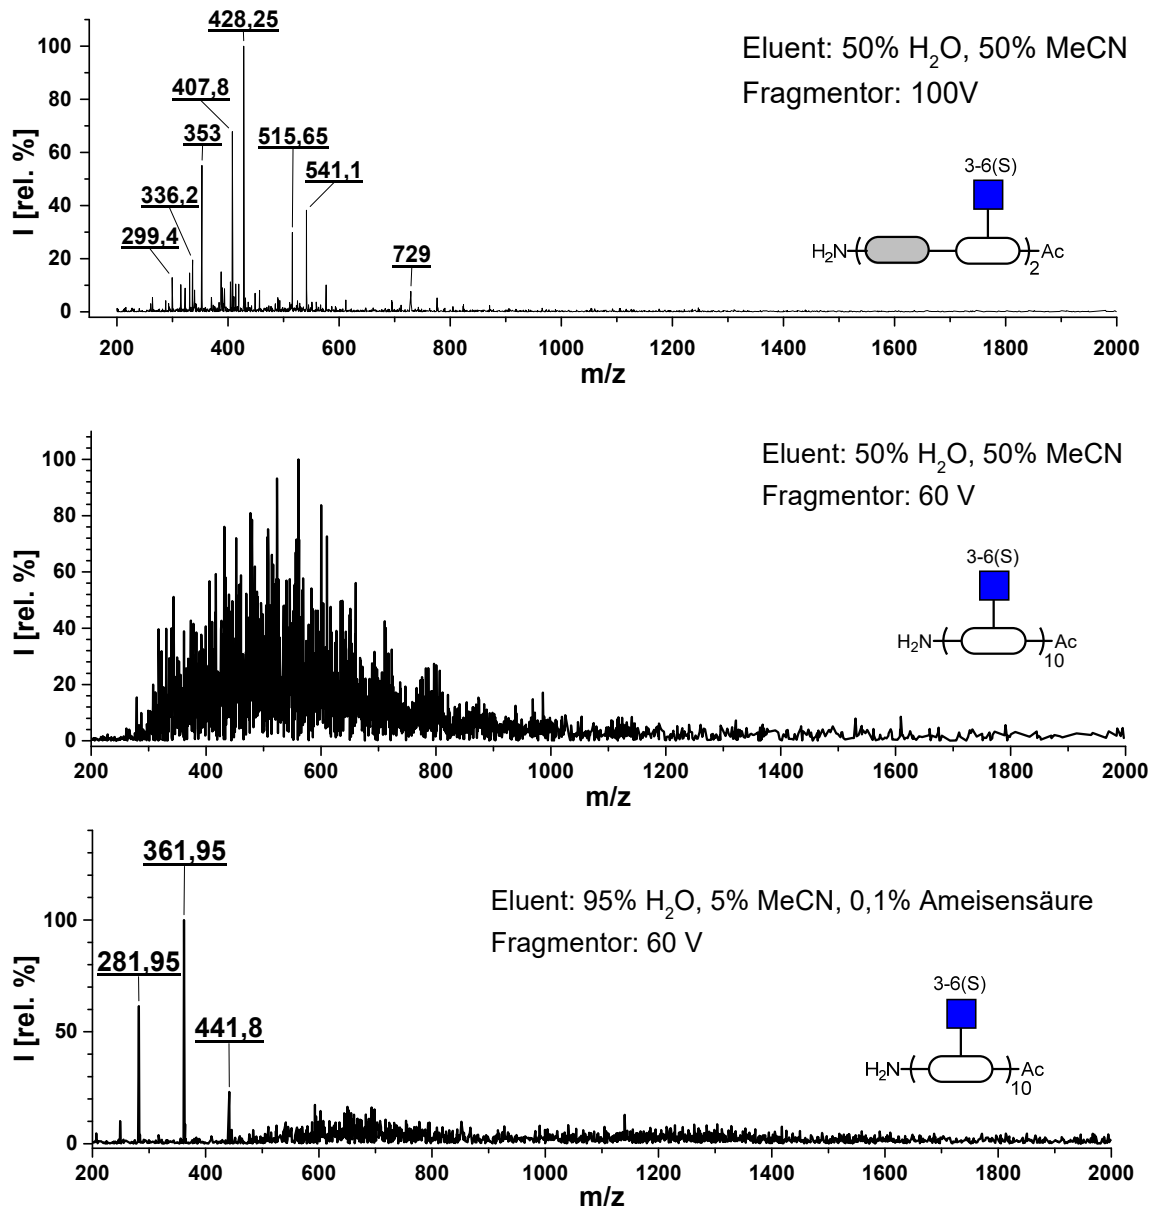 428,25
407,8
353
515,65
541,1
336,2
299,4
729
Eluent: 50% H₂O, 50% MeCN
Fragmentor: 100V
3-6(S)
H₂N Ac
2
I [rel. %]
100
80
60
40
20
0
200 400 600 800 1000 1200 1400 1600 1800 2000
m/z
Eluent: 50% H₂O, 50% MeCN
Fragmentor: 60 V
3-6(S)
H₂N Ac
10
I [rel. %]
100
80
60
40
20
0
200 400 600 800 1000 1200 1400 1600 1800 2000
m/z
361,95
281,95
441,8
Eluent: 95% H₂O, 5% MeCN, 0,1% Ameisensäure
Fragmentor: 60 V
3-6(S)
H₂N Ac
10
I [rel. %]
100
50
0
200 400 600 800 1000 1200 1400 1600 1800 2000
m/z